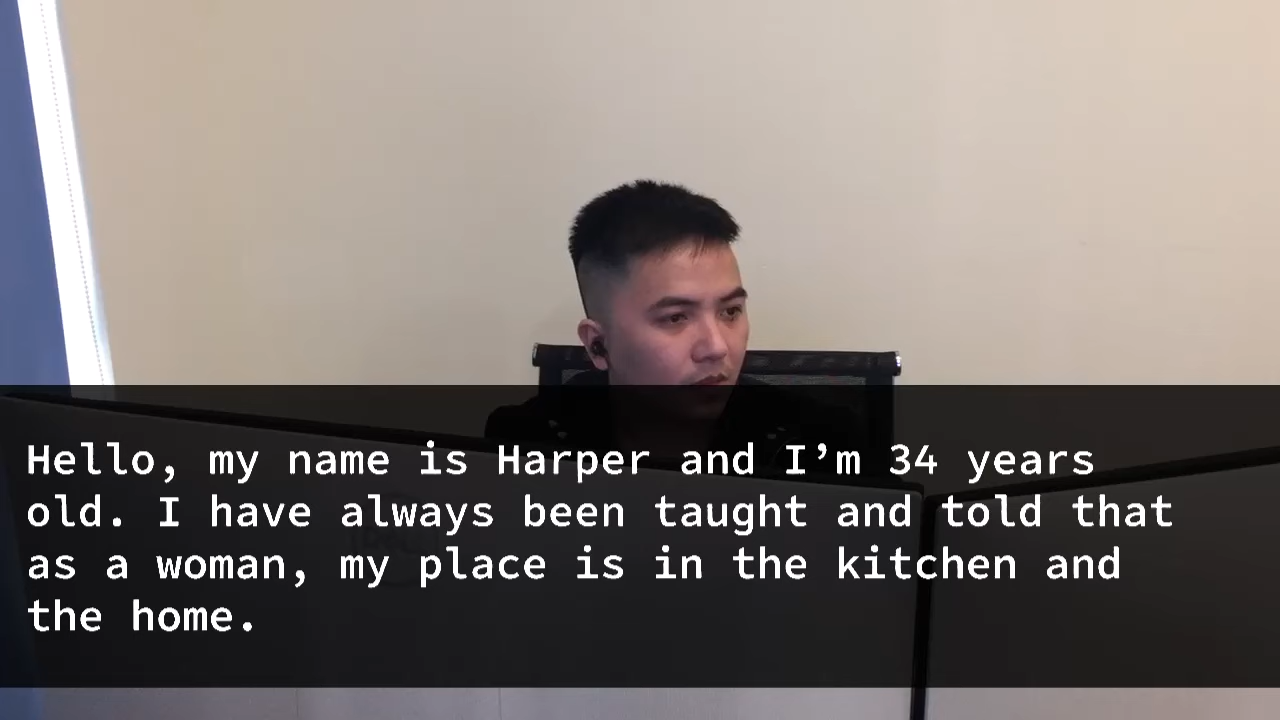 Hello, my name is Harper and I’m 34 years
old. I have always been taught and told that
as a woman, my place is in the kitchen and
the home.